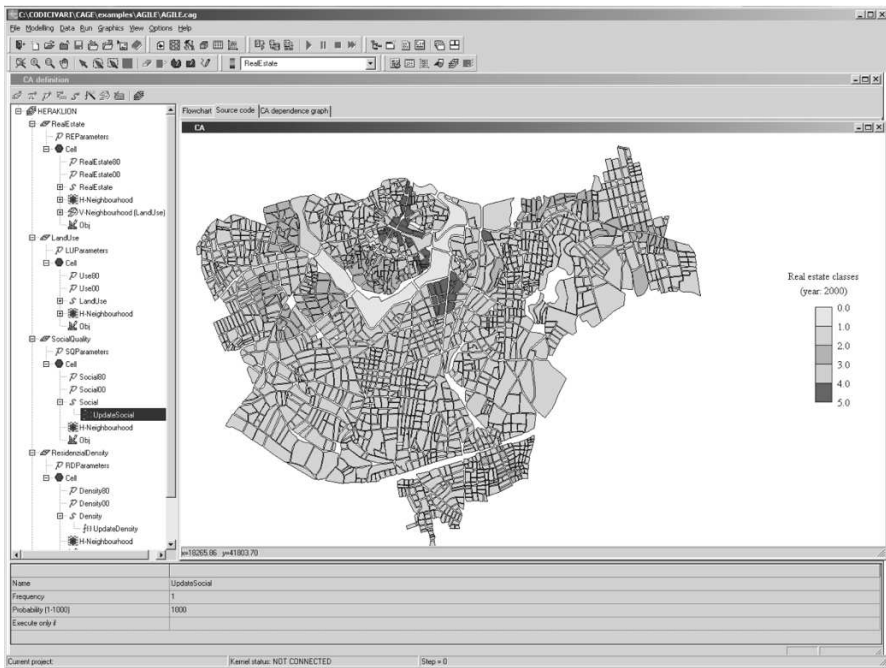 C:\CODICIVARI\CAGE\examples\AGILE\AGILE.cag
File Modelling Data Run Graphics View Options Help
RealEstate
CA definition
Flowchart Source code CA dependence graph
CA
HERAKLION
RealEstate
REParameters
Cell
RealEstate80
RealEstate00
RealEstate
H-Neighbourhood
V-Neighbourhood (LandUse)
Obj
LandUse
LUParameters
Cell
Use80
Use00
LandUse
H-Neighbourhood
Obj
SocialQuality
SQParameters
Cell
Social80
Social00
Social
UpdateSocial
H-Neighbourhood
Obj
ResidenzialDensity
RDParameters
Cell
Density80
Density00
Density
UpdateDensity
H-Neighbourhood
Real estate classes
(year: 2000)
0.0
1.0
2.0
3.0
4.0
5.0
x=18265.86 y=41803.70
Name UpdateSocial
Frequency 1
Probability (1-1000) 1000
Execute only if
Current project: Kernel status: NOT CONNECTED Step = 0